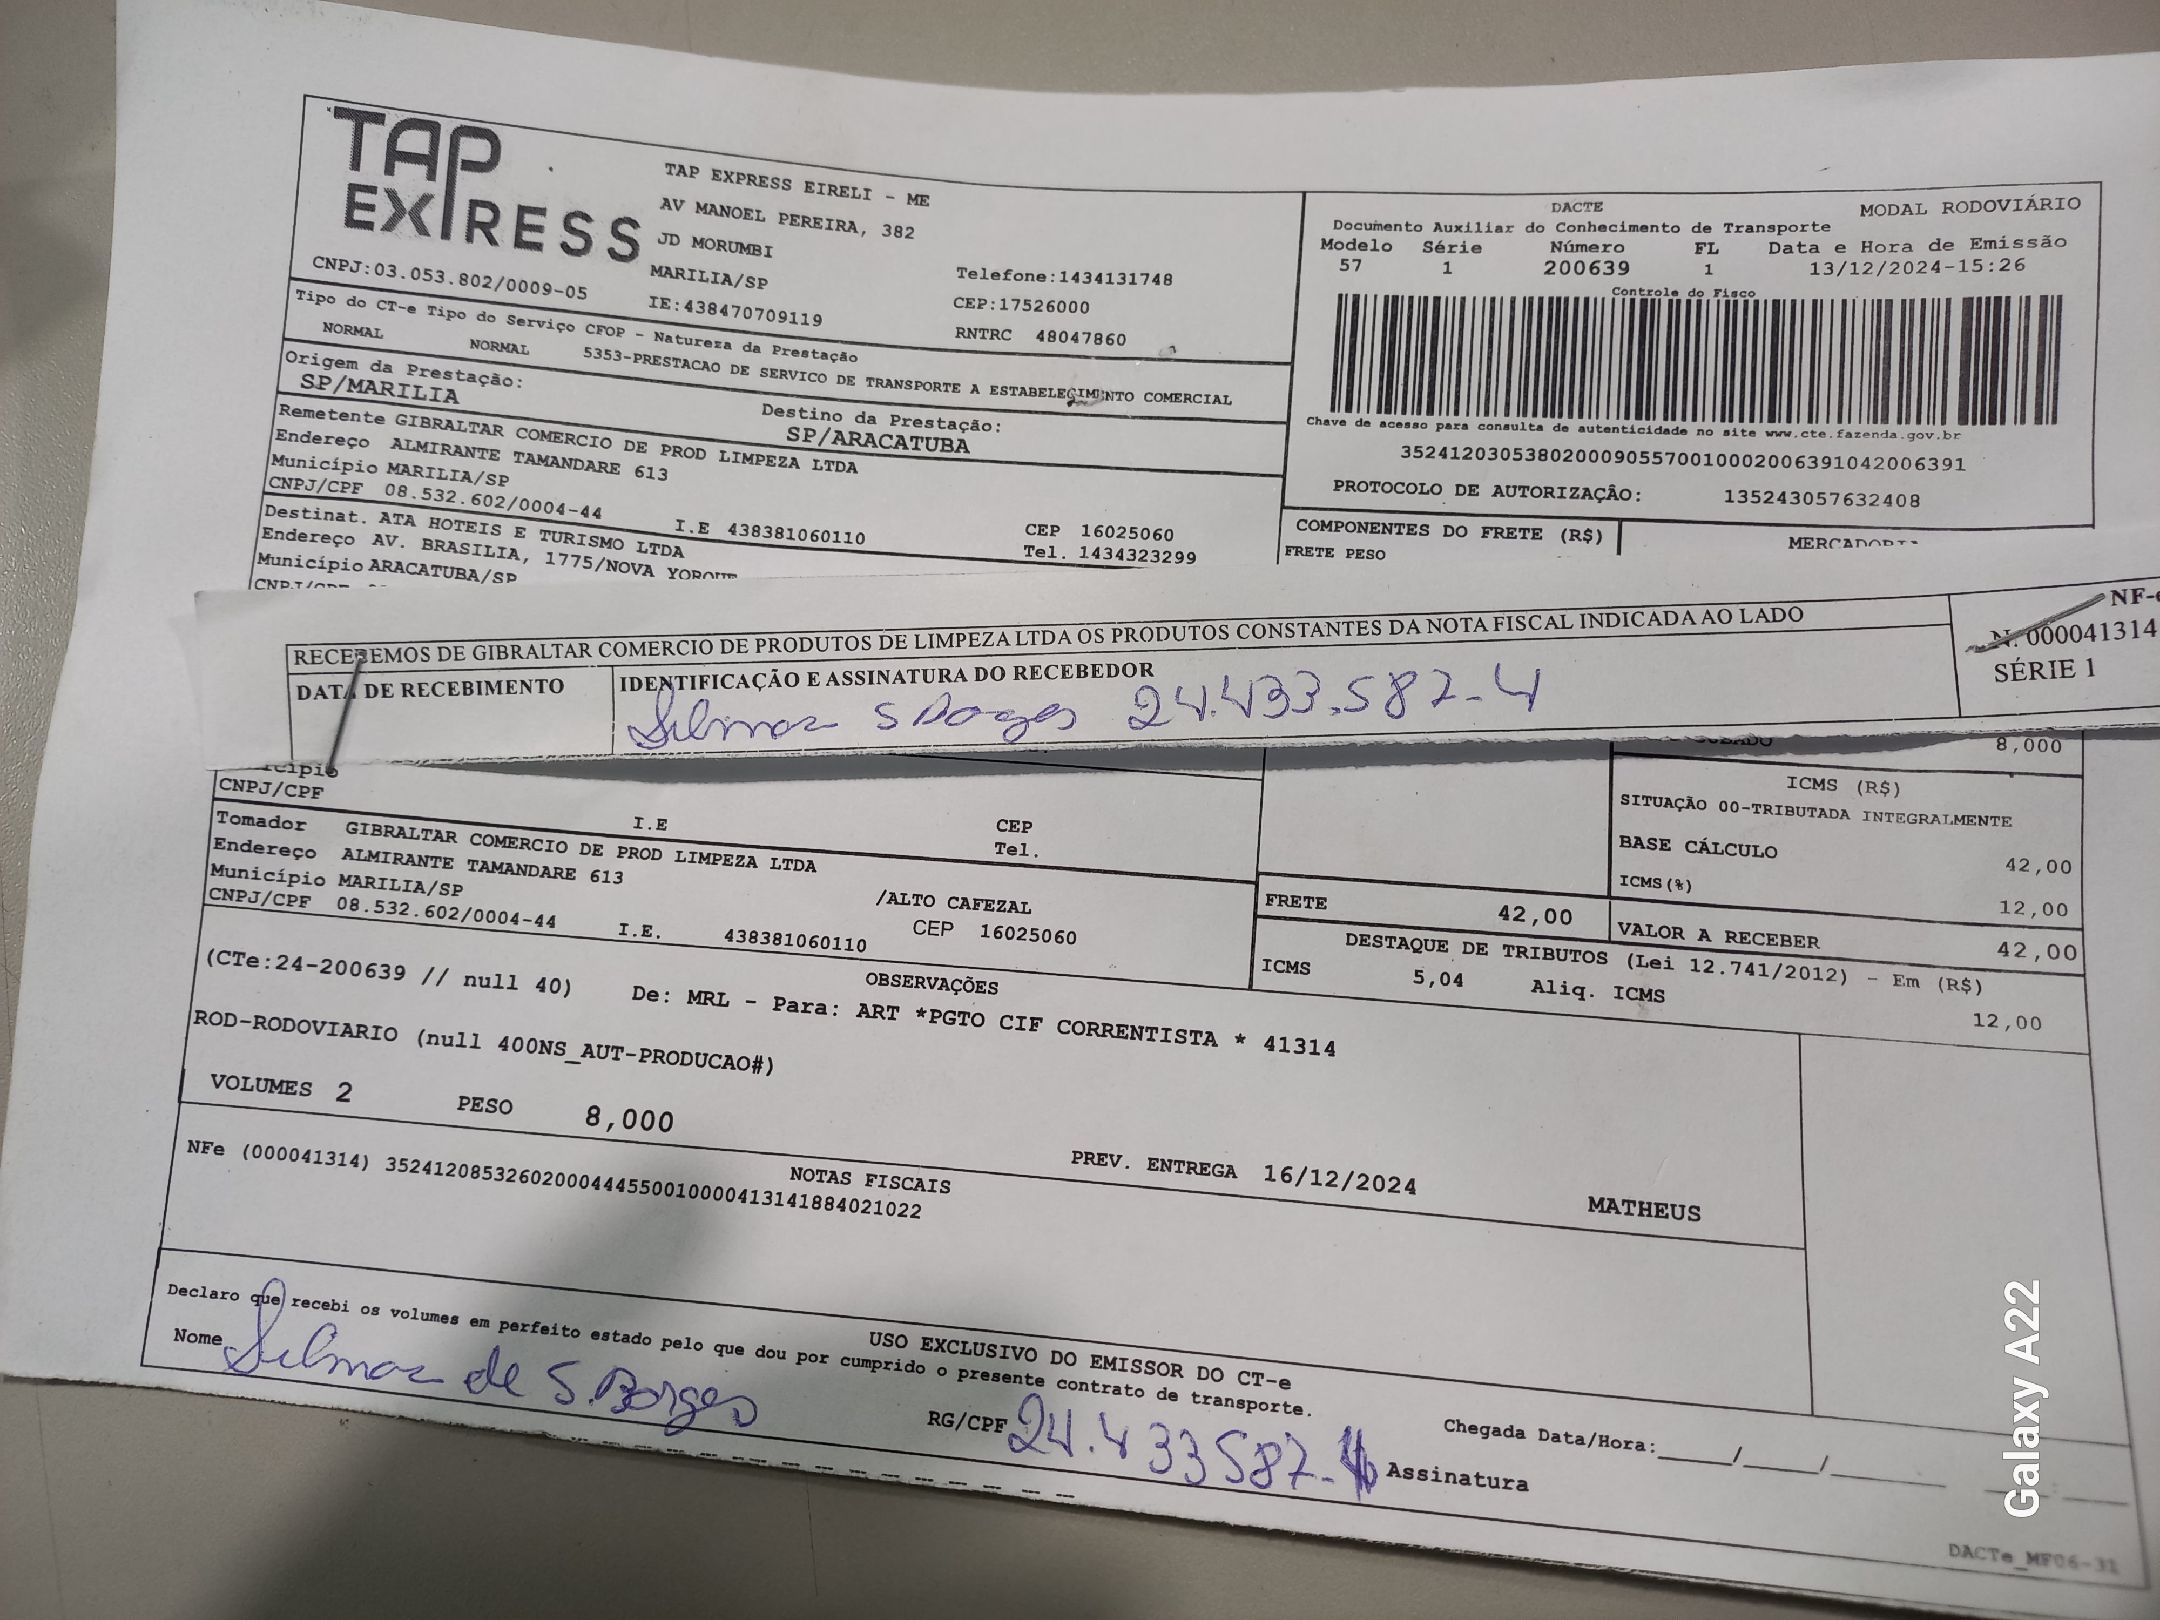 TAP
EXPRESS
TAP EXPRESS EIRELI - ME
AV MANOEL PEREIRA, 382
JD MORUMBI
MARILIA/SP
Telefone:1434131748
CNPJ:03.053.802/0009-05
IE:438470709119
CEP:17526000
RNTRC 48047860
DACTE
MODAL RODOVIÁRIO
Documento Auxiliar do Conhecimento de Transporte
Modelo Série Número FL Data e Hora de Emissão
57 1 200639 1 13/12/2024-15:26
Controle do Fisco
Chave de acesso para consulta de autenticidade no site www.cte.fazenda.gov.br
35241203053802000905570010002006391042006391
PROTOCOLO DE AUTORIZAÇÃO: 135243057632408
Tipo do CT-e Tipo do Serviço CFOP - Natureza da Prestação
NORMAL NORMAL 5353-PRESTACAO DE SERVICO DE TRANSPORTE A ESTABELECIMENTO COMERCIAL
Origem da Prestação:
SP/MARILIA
Destino da Prestação:
SP/ARACATUBA
Remetente GIBRALTAR COMERCIO DE PROD LIMPEZA LTDA
Endereço ALMIRANTE TAMANDARE 613
Município MARILIA/SP
CEP 16025060
CNPJ/CPF 08.532.602/0004-44 I.E 438381060110
Tel. 1434323299
Destinat. ATA HOTEIS E TURISMO LTDA
Endereço AV. BRASILIA, 1775/NOVA YORQUE
Município ARACATUBA/SP
CNPJ/CPF
COMPONENTES DO FRETE (R$)
FRETE PESO
RECEBEMOS DE GIBRALTAR COMERCIO DE PRODUTOS DE LIMPEZA LTDA OS PRODUTOS CONSTANTES DA NOTA FISCAL INDICADA AO LADO
DATA DE RECEBIMENTO
IDENTIFICAÇÃO E ASSINATURA DO RECEBEDOR
Silmar S Borges 24.433.587-4
NF-e
N. 000041314
SÉRIE 1
8,000
CNPJ/CPF
I.E
CEP
Tel.
ICMS (R$)
SITUAÇÃO 00-TRIBUTADA INTEGRALMENTE
BASE CÁLCULO 42,00
ICMS(%) 12,00
FRETE 42,00
VALOR A RECEBER 42,00
Tomador GIBRALTAR COMERCIO DE PROD LIMPEZA LTDA
Endereço ALMIRANTE TAMANDARE 613
/ALTO CAFEZAL
Município MARILIA/SP
CEP 16025060
CNPJ/CPF 08.532.602/0004-44 I.E. 438381060110
DESTAQUE DE TRIBUTOS (Lei 12.741/2012) - Em (R$)
ICMS 5,04 Aliq. ICMS 12,00
OBSERVAÇÕES
(CTe:24-200639 // null 40) De: MRL - Para: ART *PGTO CIF CORRENTISTA * 41314
ROD-RODOVIARIO (null 400NS_AUT-PRODUCAO#)
VOLUMES 2 PESO 8,000 PREV. ENTREGA 16/12/2024 MATHEUS
NOTAS FISCAIS
NFe (000041314) 35241208532602000444550010000413141884021022
USO EXCLUSIVO DO EMISSOR DO CT-e
Declaro que recebi os volumes em perfeito estado pelo que dou por cumprido o presente contrato de transporte.
Nome Silmar de S. Borges
RG/CPF 24.433587-4
Assinatura
Chegada Data/Hora:_____/_____/_______ ____:____
DACTe_MF06-31
Galaxy A22